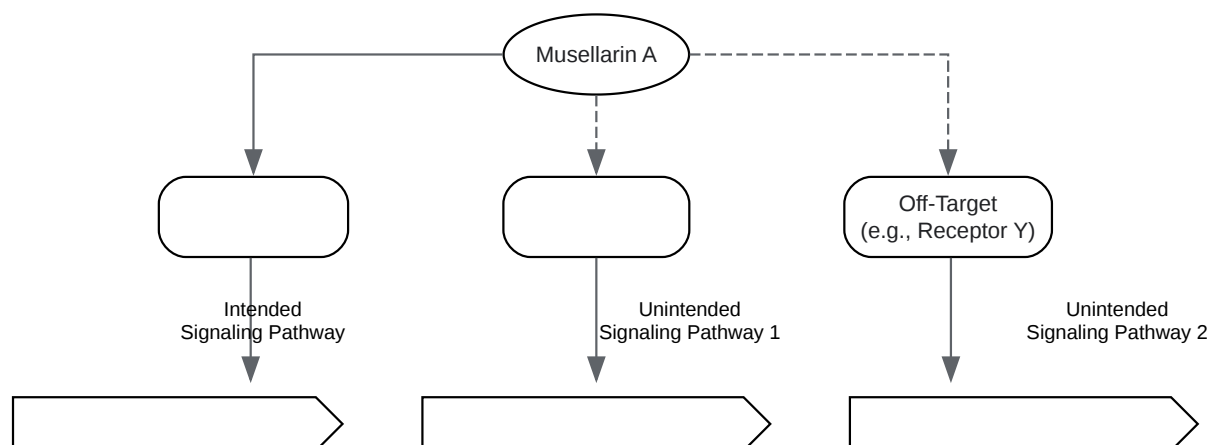 Musellarin A
Off-Target
(e.g., Receptor Y)
Intended
Signaling Pathway
Unintended
Signaling Pathway 1
Unintended
Signaling Pathway 2